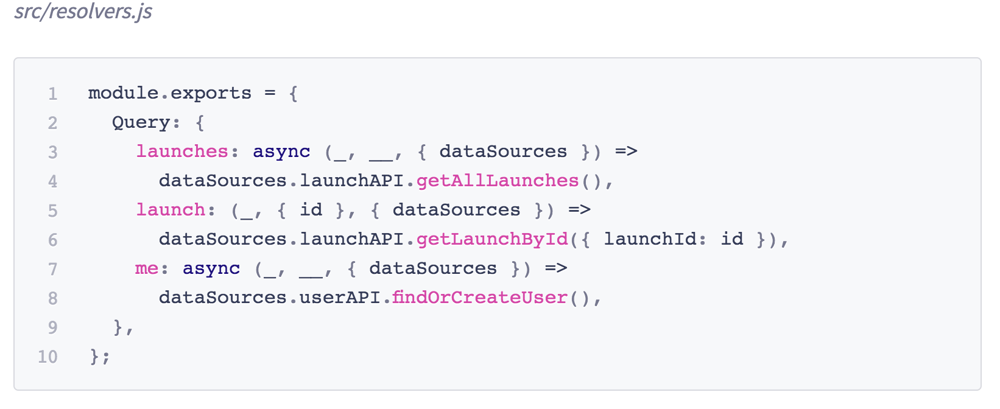 src/resolvers.js
1 module.exports = {
2 Query: {
3 launches: async (_, __, { dataSources }) =>
4 dataSources.launchAPI.getAllLaunches(),
5 launch: (_, { id }, { dataSources }) =>
6 dataSources.launchAPI.getLaunchById({ launchId: id }),
7 me: async (_, __, { dataSources }) =>
8 dataSources.userAPI.findOrCreateUser(),
9 },
10 };